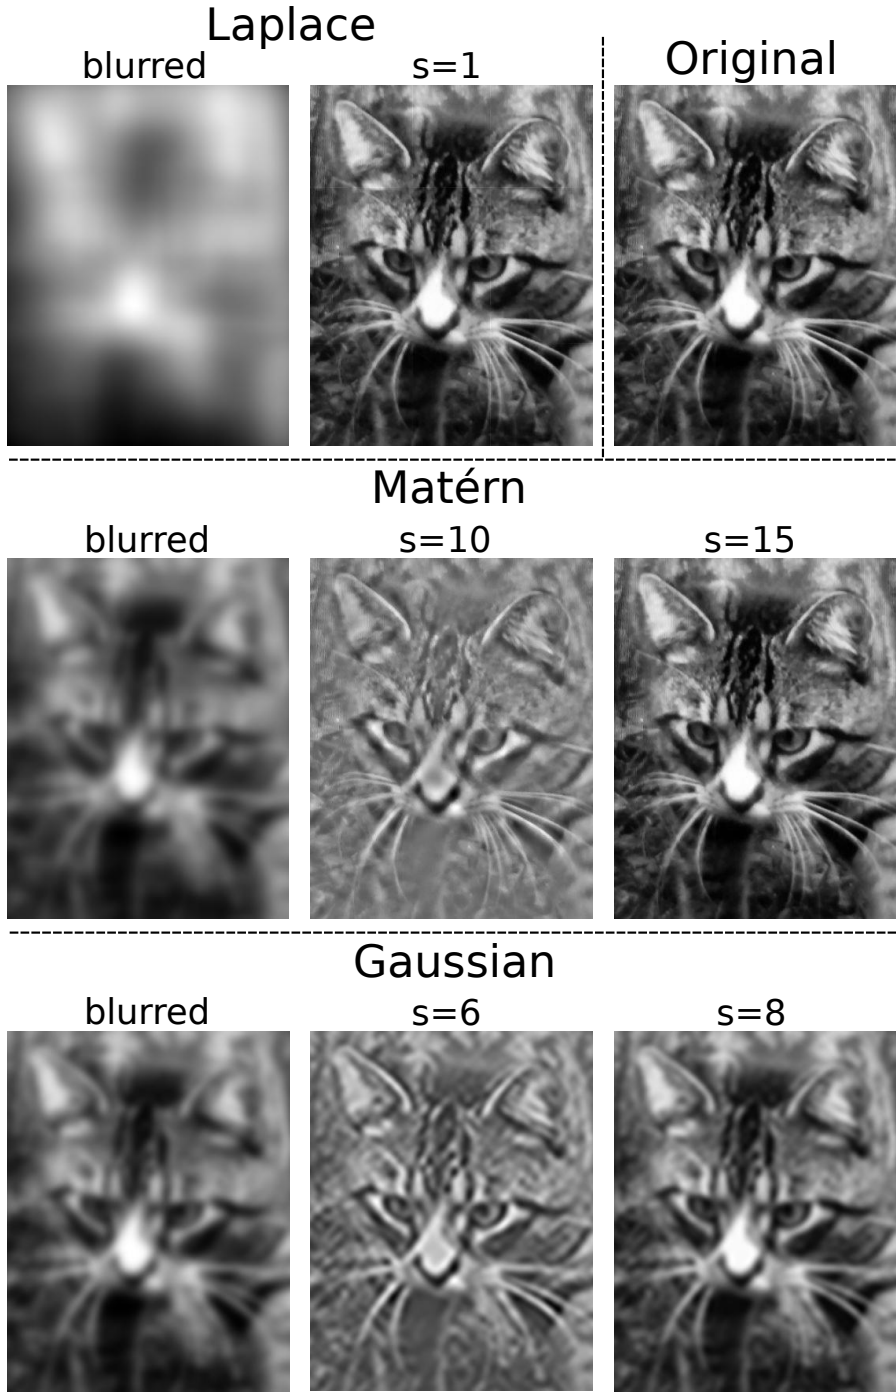 Laplace
blurred s=1 Original
Matérn
blurred s=10 s=15
Gaussian
blurred s=6 s=8